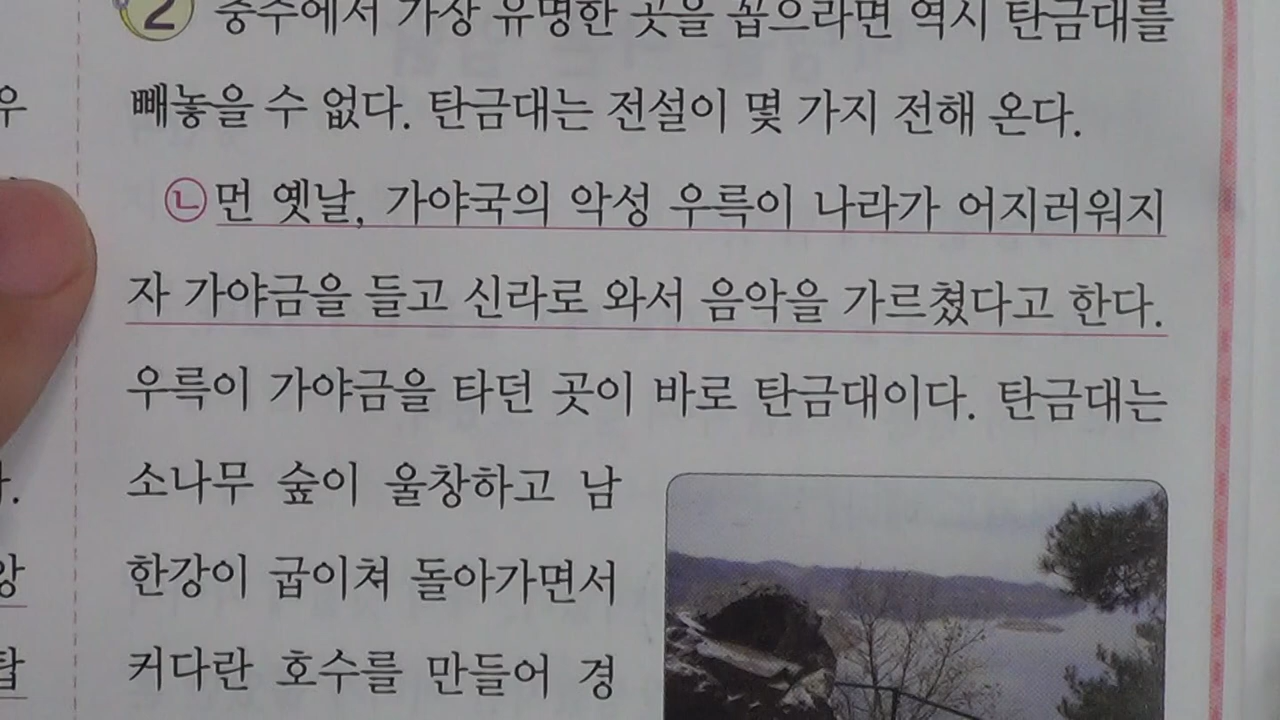 2 충주에서 가장 유명한 곳을 꼽으라면 역시 탄금대를
우
빼놓을 수 없다. 탄금대는 전설이 몇 가지 전해 온다.
㉡먼 옛날, 가야국의 악성 우륵이 나라가 어지러워지
자 가야금을 들고 신라로 와서 음악을 가르쳤다고 한다.
우륵이 가야금을 타던 곳이 바로 탄금대이다. 탄금대는
소나무 숲이 울창하고 남
한강이 굽이쳐 돌아가면서
커다란 호수를 만들어 경